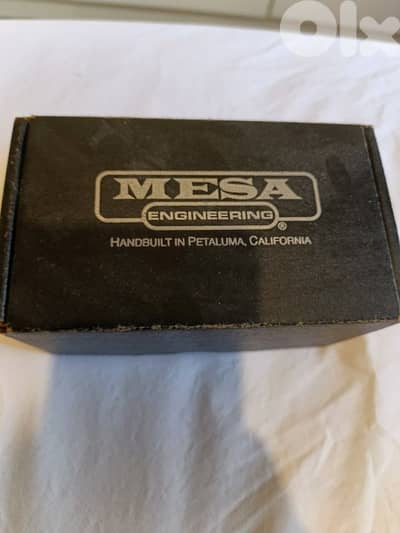 OLX
MESA
ENGINEERING®
HANDBUILT IN PETALUMA, CALIFORNIA